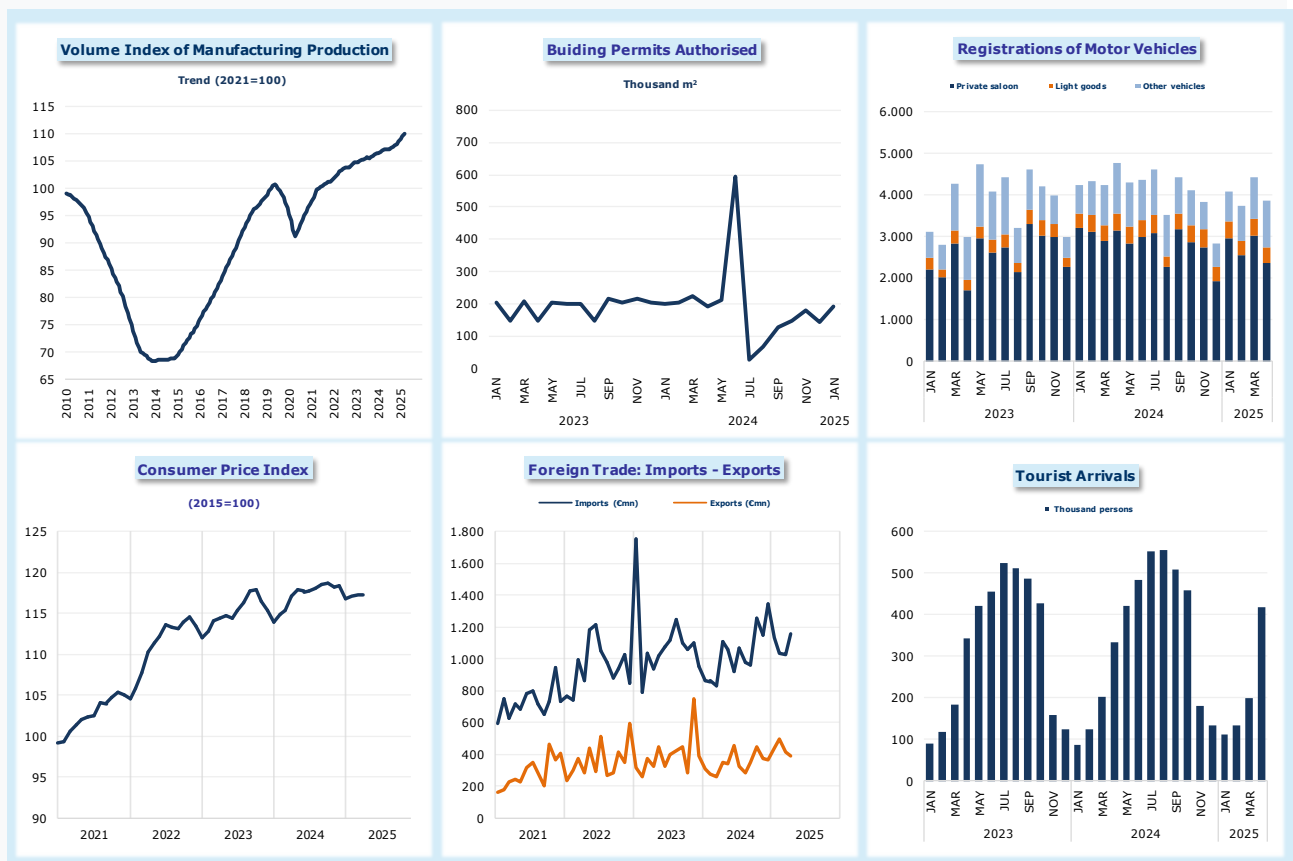 Volume Index of Manufacturing Production
Trend (2021=100)
115
110
105
100
95
90
85
80
75
70
65
2010 2011 2012 2013 2014 2015 2016 2017 2018 2019 2020 2021 2022 2023 2024 2025
Buiding Permits Authorised
Thousand m²
800
700
600
500
400
300
200
100
0
JAN MAR MAY JUL SEP NOV JAN MAR MAY JUL SEP NOV JAN
2023 2024 2025
Registrations of Motor Vehicles
Private saloon Light goods Other vehicles
6.000
5.000
4.000
3.000
2.000
1.000
0
JAN MAR MAY JUL SEP NOV JAN MAR MAY JUL SEP NOV JAN MAR
2023 2024 2025
Consumer Price Index
(2015=100)
125
120
115
110
105
100
95
90
2021 2022 2023 2024 2025
Foreign Trade: Imports - Exports
Imports (€mn) Exports (€mn)
1.800
1.600
1.400
1.200
1.000
800
600
400
200
0
2021 2022 2023 2024 2025
Tourist Arrivals
Thousand persons
600
500
400
300
200
100
0
JAN MAR MAY JUL SEP NOV JAN MAR MAY JUL SEP NOV JAN MAR
2023 2024 2025